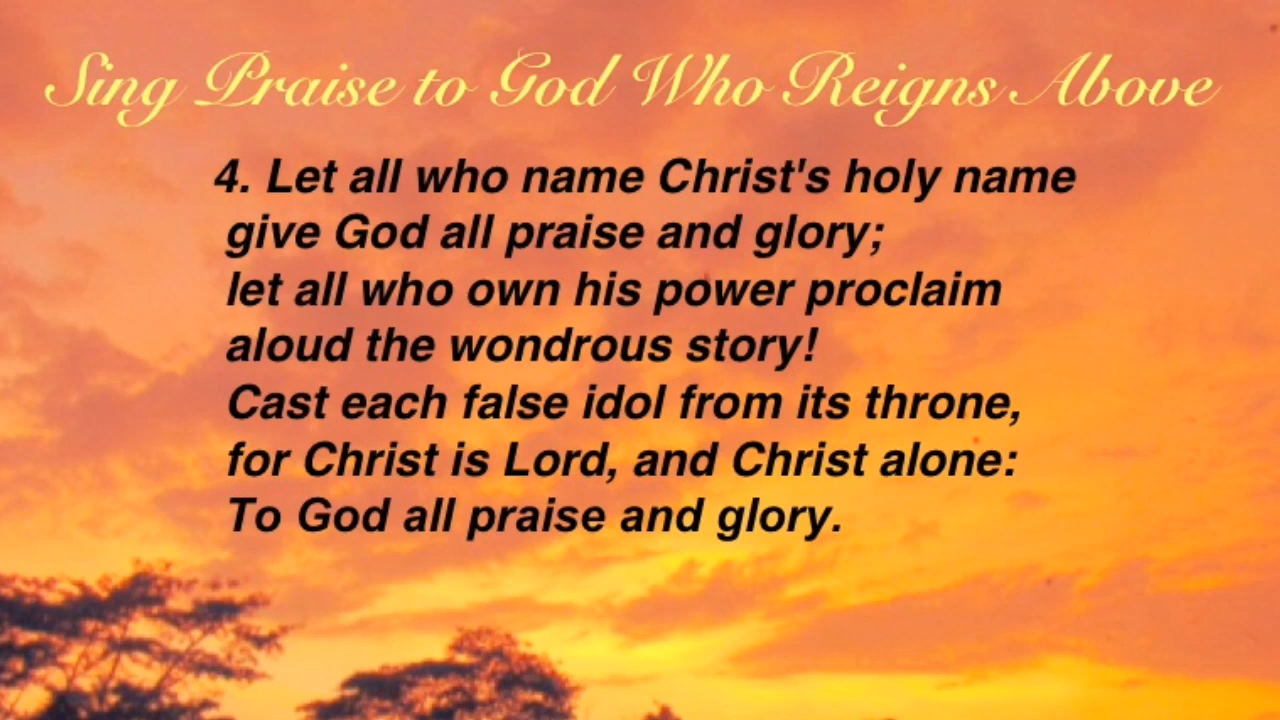 Sing Praise to God Who Reigns Above
4. Let all who name Christ's holy name
give God all praise and glory;
let all who own his power proclaim
aloud the wondrous story!
Cast each false idol from its throne,
for Christ is Lord, and Christ alone:
To God all praise and glory.